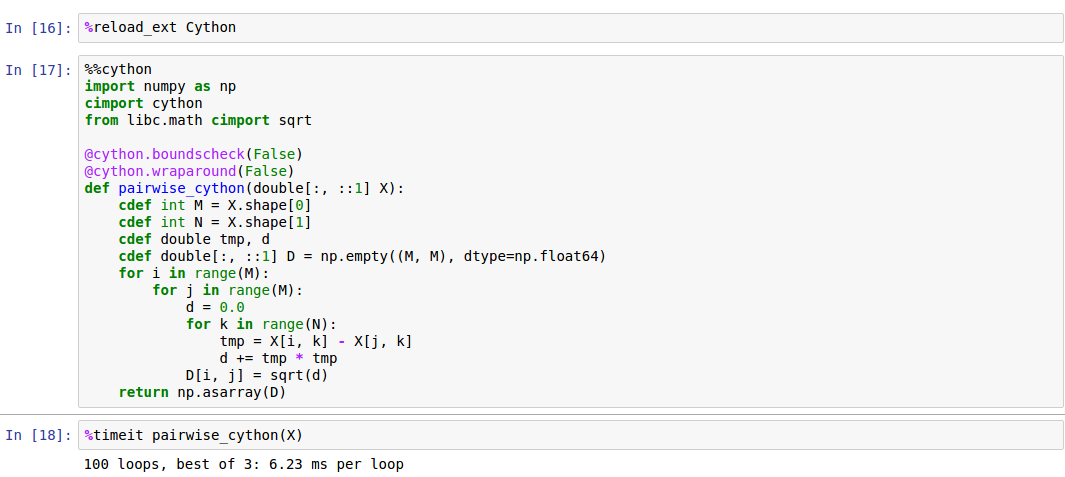 In [16]: %reload_ext Cython
In [17]: %%cython
import numpy as np
cimport cython
from libc.math cimport sqrt

@cython.boundscheck(False)
@cython.wraparound(False)
def pairwise_cython(double[:, ::1] X):
    cdef int M = X.shape[0]
    cdef int N = X.shape[1]
    cdef double tmp, d
    cdef double[:, ::1] D = np.empty((M, M), dtype=np.float64)
    for i in range(M):
        for j in range(M):
            d = 0.0
            for k in range(N):
                tmp = X[i, k] - X[j, k]
                d += tmp * tmp
            D[i, j] = sqrt(d)
    return np.asarray(D)
In [18]: %timeit pairwise_cython(X)
100 loops, best of 3: 6.23 ms per loop